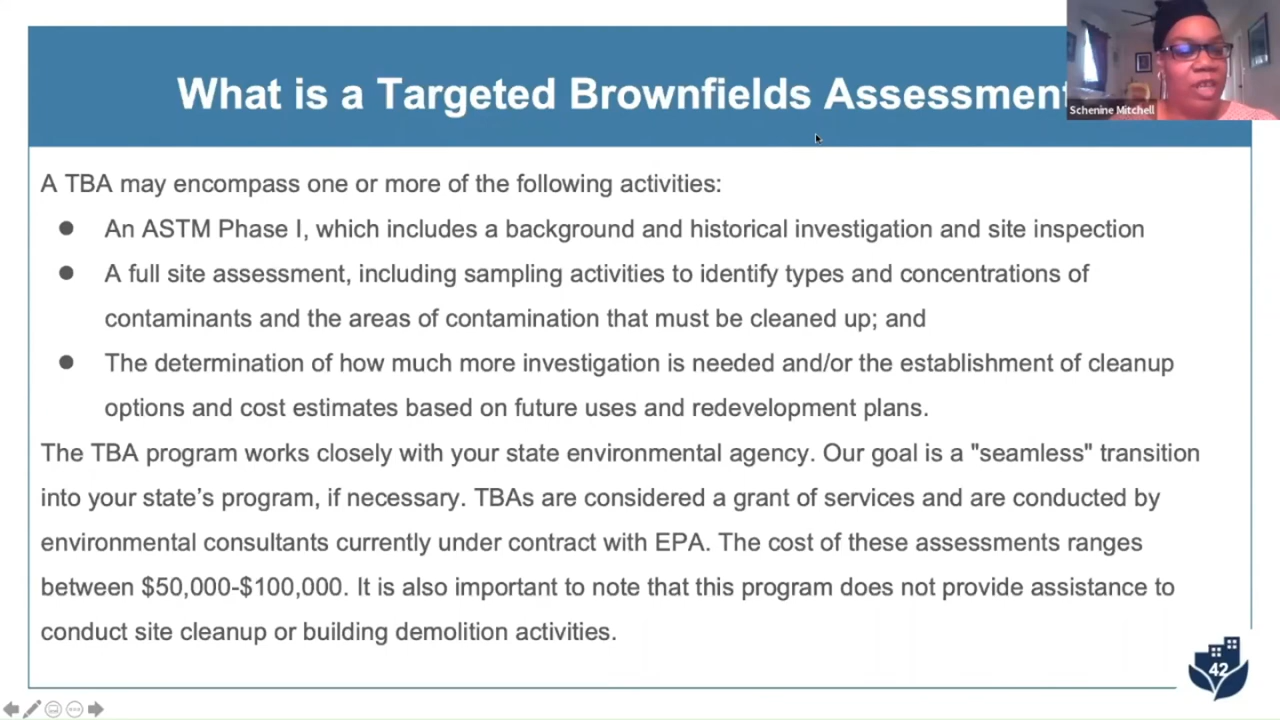 What is a Targeted Brownfields Assessment
Schenine Mitchell
A TBA may encompass one or more of the following activities:
● An ASTM Phase I, which includes a background and historical investigation and site inspection
● A full site assessment, including sampling activities to identify types and concentrations of
contaminants and the areas of contamination that must be cleaned up; and
● The determination of how much more investigation is needed and/or the establishment of cleanup
options and cost estimates based on future uses and redevelopment plans.
The TBA program works closely with your state environmental agency. Our goal is a "seamless" transition
into your state’s program, if necessary. TBAs are considered a grant of services and are conducted by
environmental consultants currently under contract with EPA. The cost of these assessments ranges
between $50,000-$100,000. It is also important to note that this program does not provide assistance to
conduct site cleanup or building demolition activities.
42